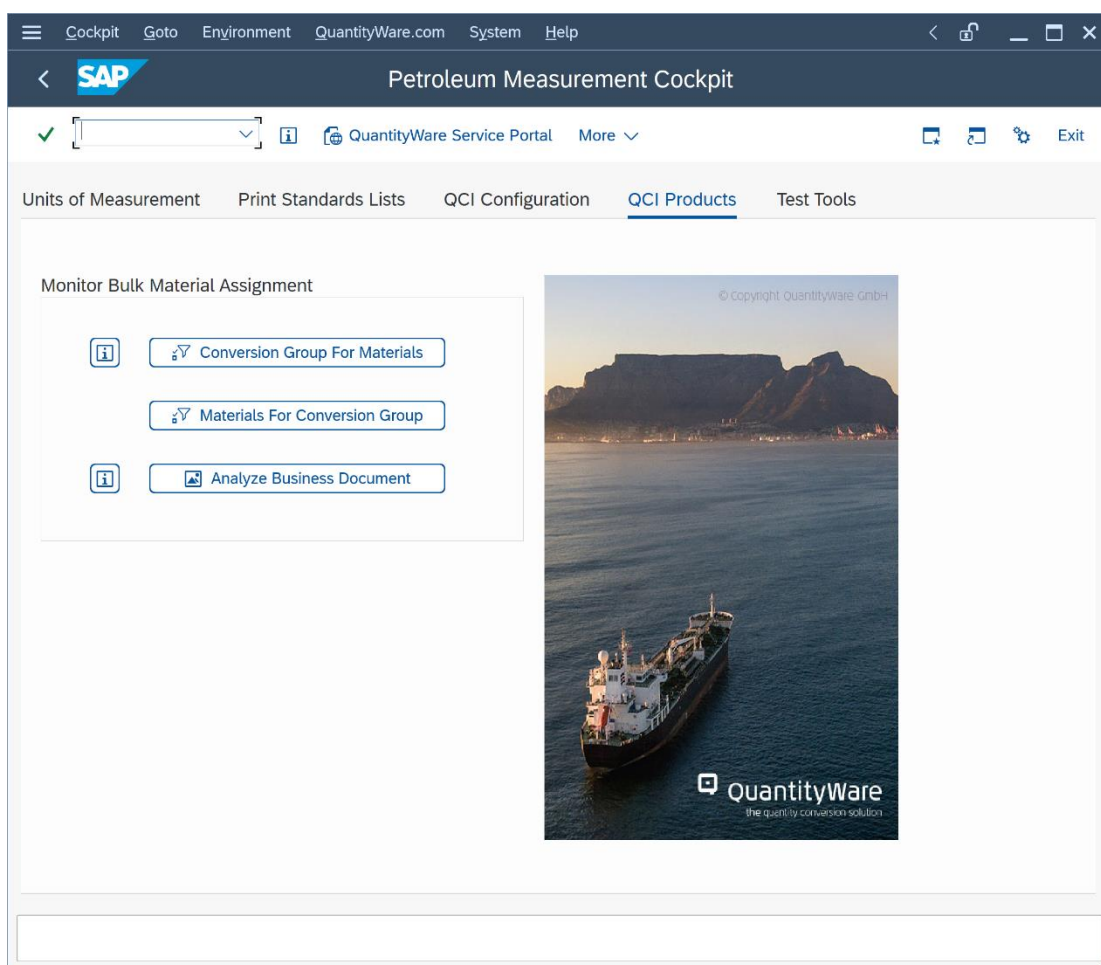 Cockpit Goto Environment QuantityWare.com System Help
SAP Petroleum Measurement Cockpit
QuantityWare Service Portal More Exit
Units of Measurement Print Standards Lists QCI Configuration QCI Products Test Tools
Monitor Bulk Material Assignment
© Copyright QuantityWare GmbH
Conversion Group For Materials
Materials For Conversion Group
Analyze Business Document
QuantityWare
the quantity conversion solution